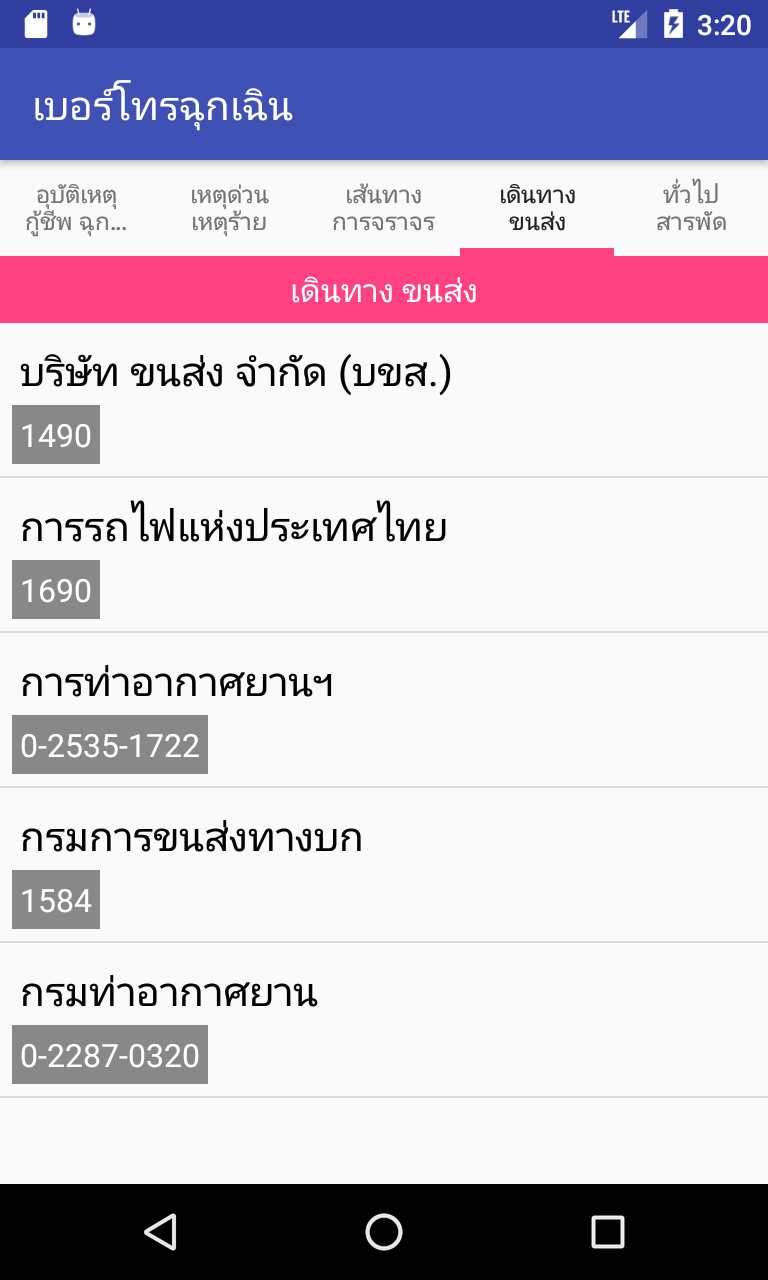 LTE 3:20
เบอร์โทรฉุกเฉิน
อุบัติเหตุ
กู้ชีพ ฉุก...
เหตุด่วน
เหตุร้าย
เส้นทาง
การจราจร
เดินทาง
ขนส่ง
ทั่วไป
สารพัด
เดินทาง ขนส่ง
บริษัท ขนส่ง จำกัด (บขส.)
1490
การรถไฟแห่งประเทศไทย
1690
การท่าอากาศยานฯ
0-2535-1722
กรมการขนส่งทางบก
1584
กรมท่าอากาศยาน
0-2287-0320